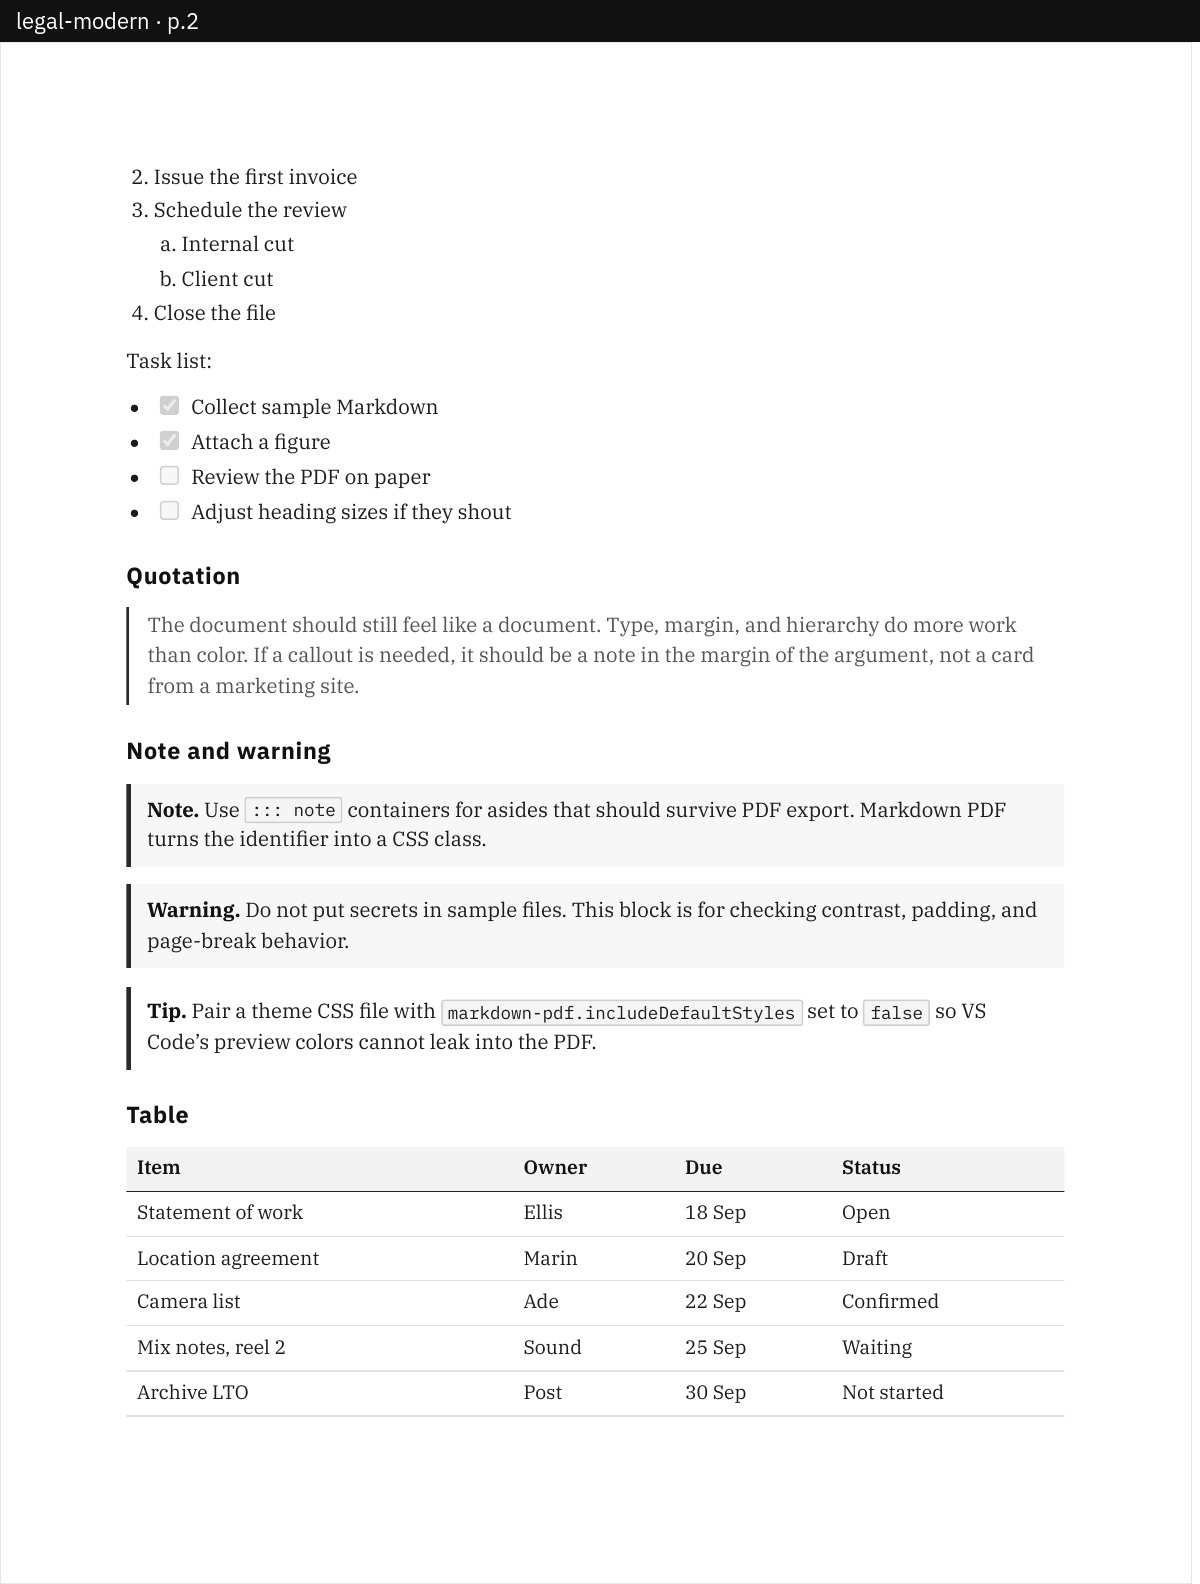 legal-modern · p.2
2. Issue the first invoice
3. Schedule the review
a. Internal cut
b. Client cut
4. Close the file
Task list:
• Collect sample Markdown
• Attach a figure
• Review the PDF on paper
• Adjust heading sizes if they shout
Quotation
The document should still feel like a document. Type, margin, and hierarchy do more work
than color. If a callout is needed, it should be a note in the margin of the argument, not a card
from a marketing site.
Note and warning
Note. Use ::: note containers for asides that should survive PDF export. Markdown PDF
turns the identifier into a CSS class.
Warning. Do not put secrets in sample files. This block is for checking contrast, padding, and
page-break behavior.
Tip. Pair a theme CSS file with markdown-pdf.includeDefaultStyles set to false so VS
Code’s preview colors cannot leak into the PDF.
Table
Item Owner Due Status
Statement of work Ellis 18 Sep Open
Location agreement Marin 20 Sep Draft
Camera list Ade 22 Sep Confirmed
Mix notes, reel 2 Sound 25 Sep Waiting
Archive LTO Post 30 Sep Not started